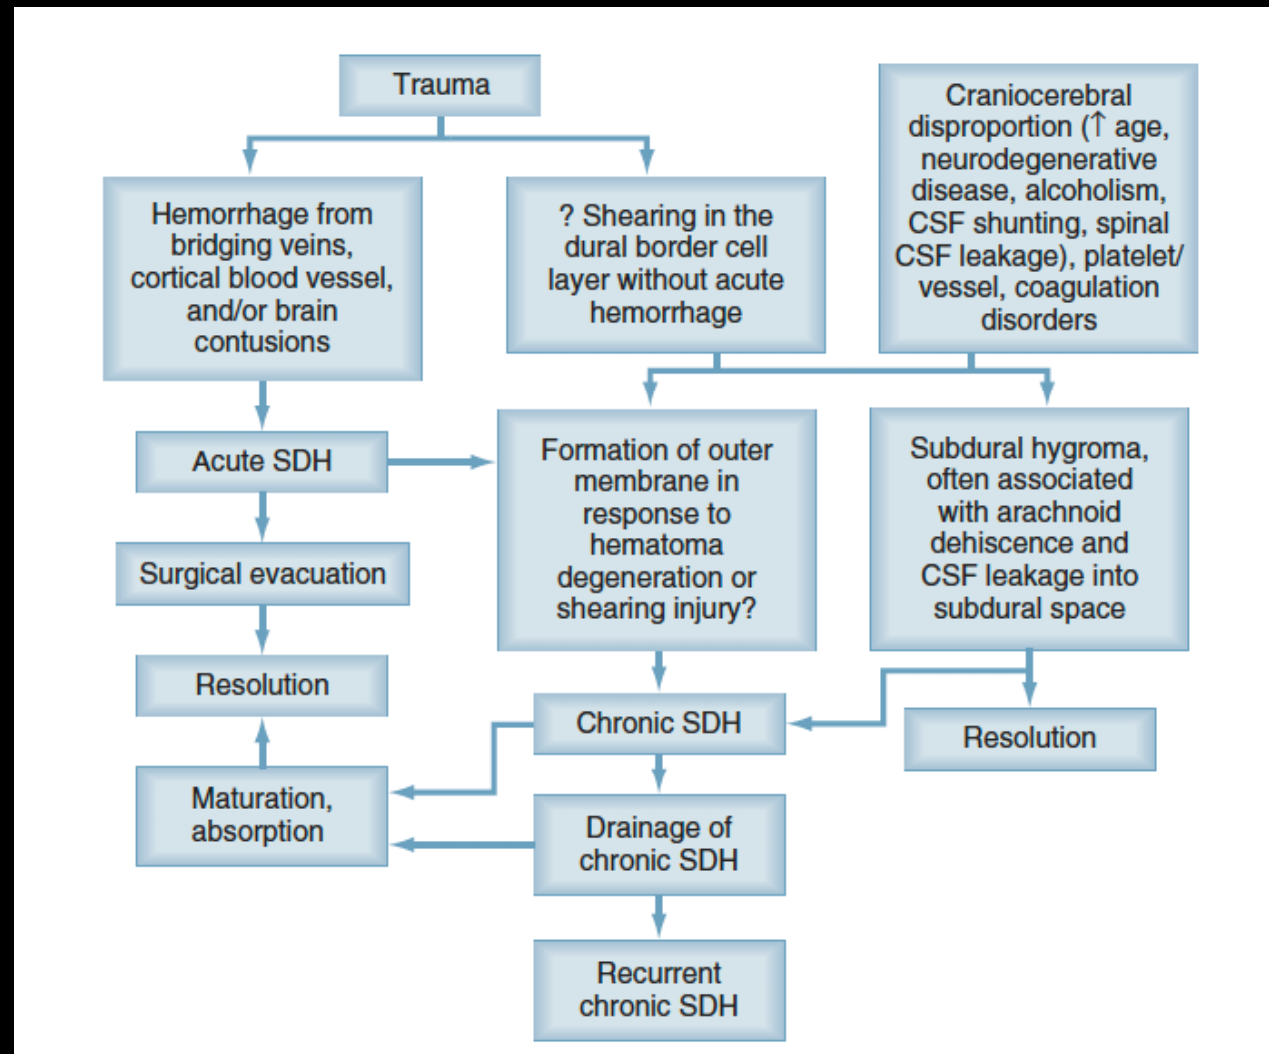 Trauma
Craniocerebral
disproportion (↑ age,
neurodegenerative
disease, alcoholism,
CSF shunting, spinal
CSF leakage), platelet/
vessel, coagulation
disorders
Hemorrhage from
bridging veins,
cortical blood vessel,
and/or brain
contusions
? Shearing in the
dural border cell
layer without acute
hemorrhage
Acute SDH
Formation of outer
membrane in
response to
hematoma
degeneration or
shearing injury?
Subdural hygroma,
often associated
with arachnoid
dehiscence and
CSF leakage into
subdural space
Surgical evacuation
Resolution
Chronic SDH
Resolution
Maturation,
absorption
Drainage of
chronic SDH
Recurrent
chronic SDH